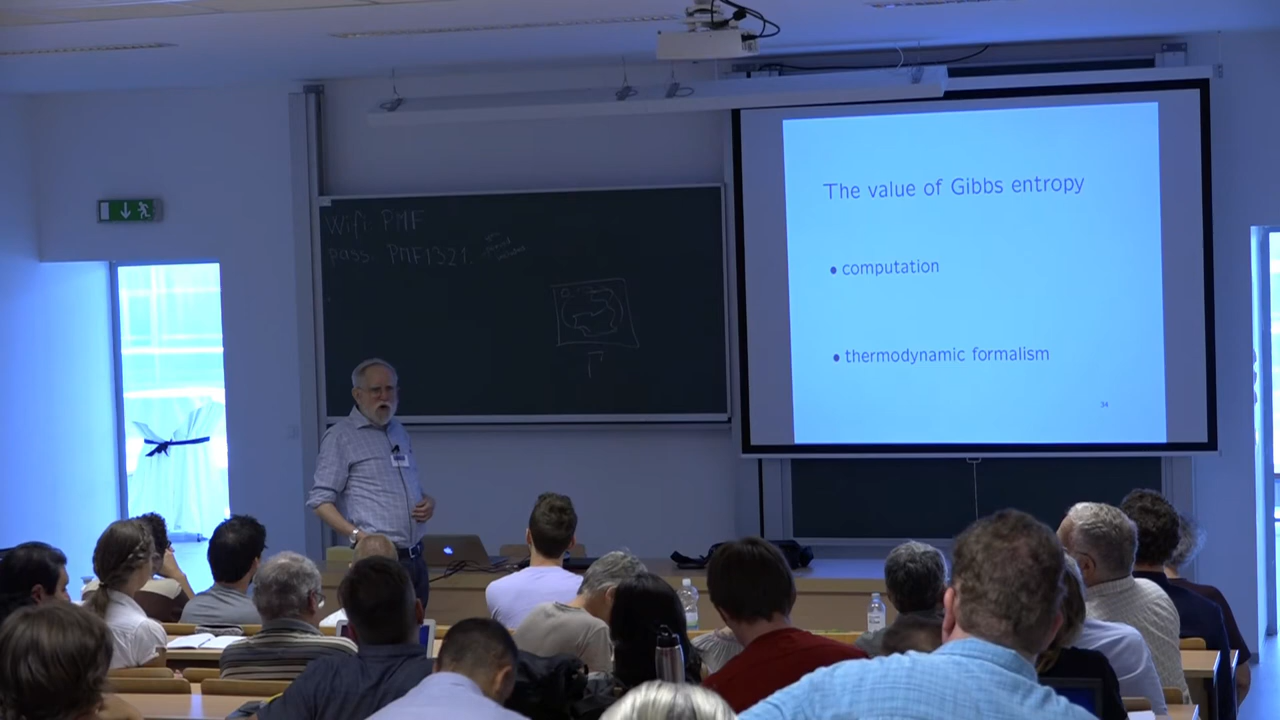 Wifi PMF
pass: PMF1321
Γ
The value of Gibbs entropy
• computation
• thermodynamic formalism
34